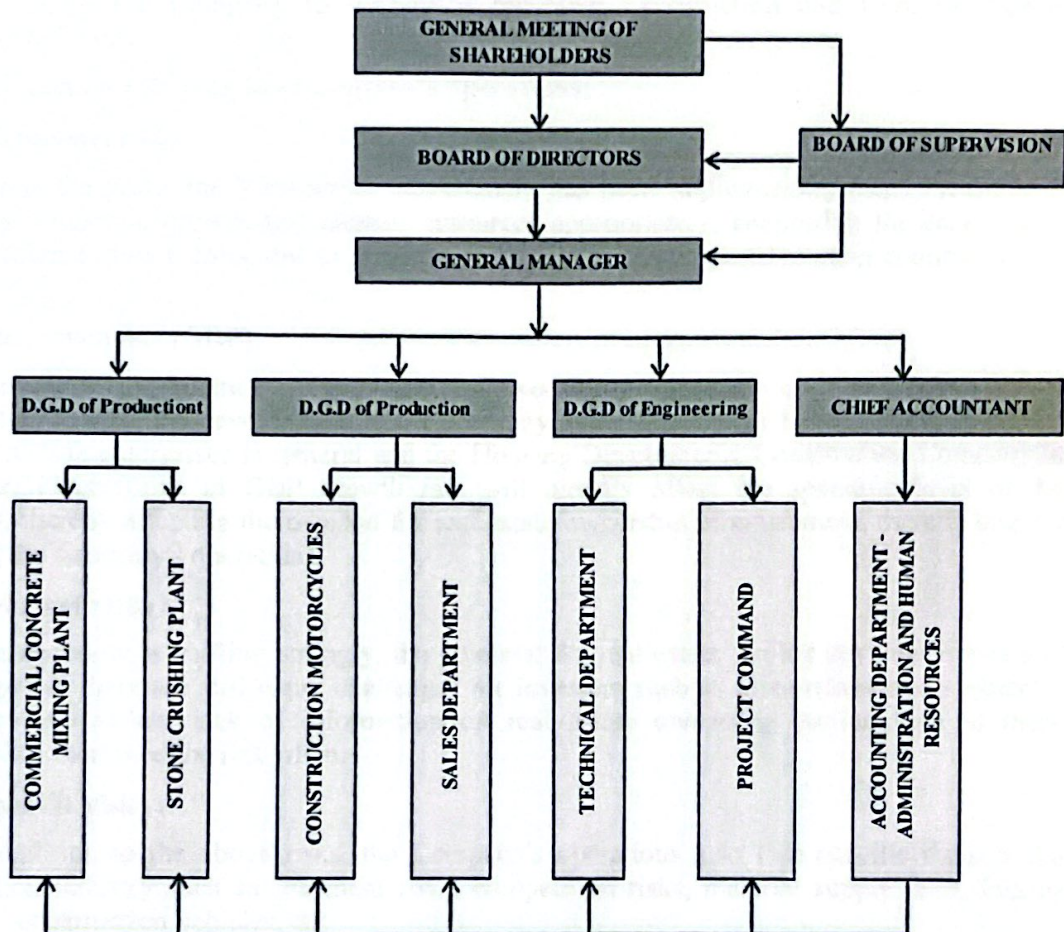 GENERAL MEETING OF
SHAREHOLDERS
BOARD OF DIRECTORS
BOARD OF SUPERVISION
GENERAL MANAGER
D.G.D of Productiont
D.G.D of Production
D.G.D of Engineering
CHIEF ACCOUNTANT
COMMERCIAL CONCRETE
MIXING PLANT
STONE CRUSHING PLANT
CONSTRUCTION MOTORCYCLES
SALES DEPARTMENT
TECHNICAL DEPARTMENT
PROJECT COMMAND
ACCOUNTING DEPARTMENT -
ADMINISTRATION AND HUMAN
RESOURCES